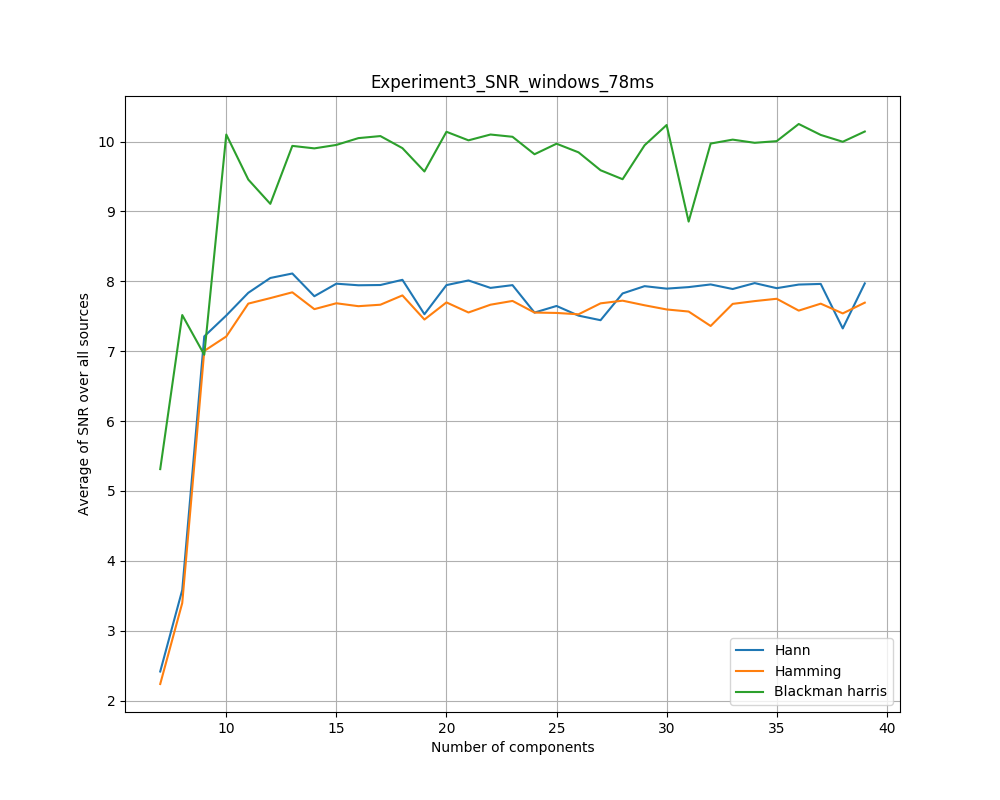 Experiment3_SNR_windows_78ms
Average of SNR over all sources
10
9
8
7
6
5
4
3
2
Hann
Hamming
Blackman harris
10 15 20 25 30 35 40
Number of components